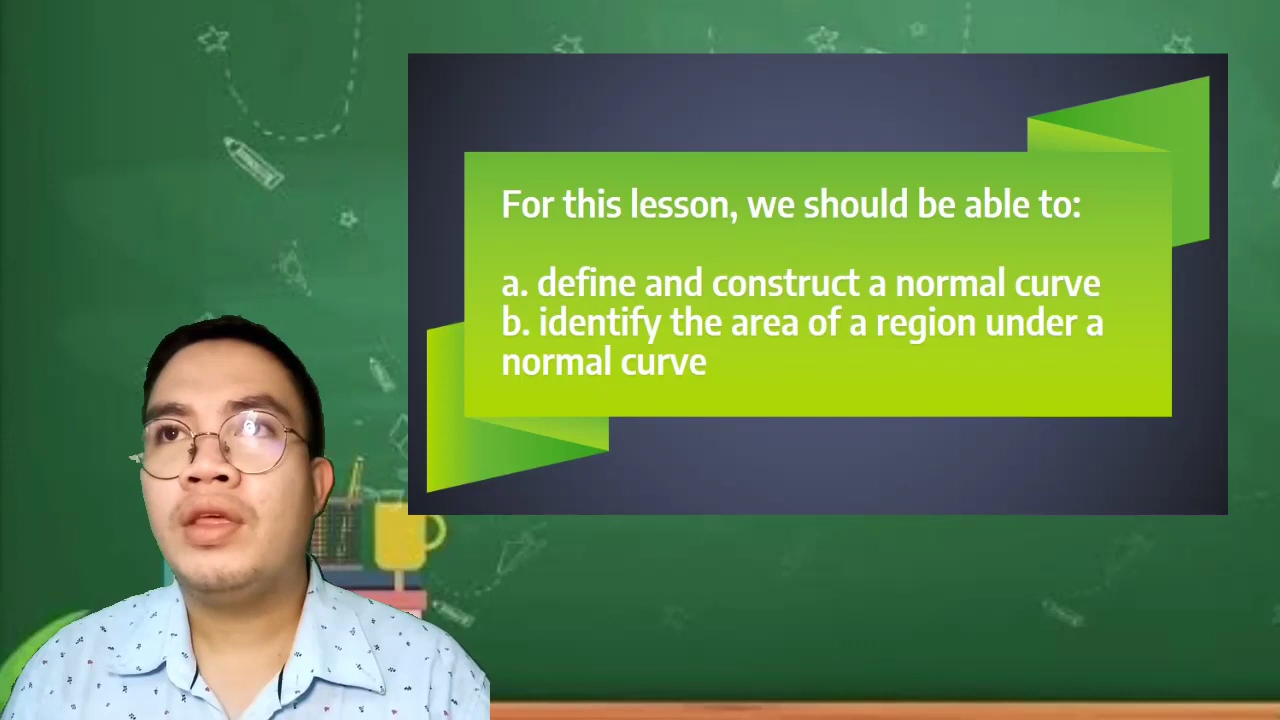 For this lesson, we should be able to:
a. define and construct a normal curve
b. identify the area of a region under a
normal curve